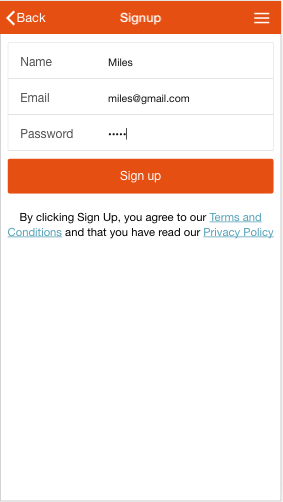 Back Signup
Name Miles
Email miles@gmail.com
Password •••••
Sign up
By clicking Sign Up, you agree to our Terms and
Conditions and that you have read our Privacy Policy